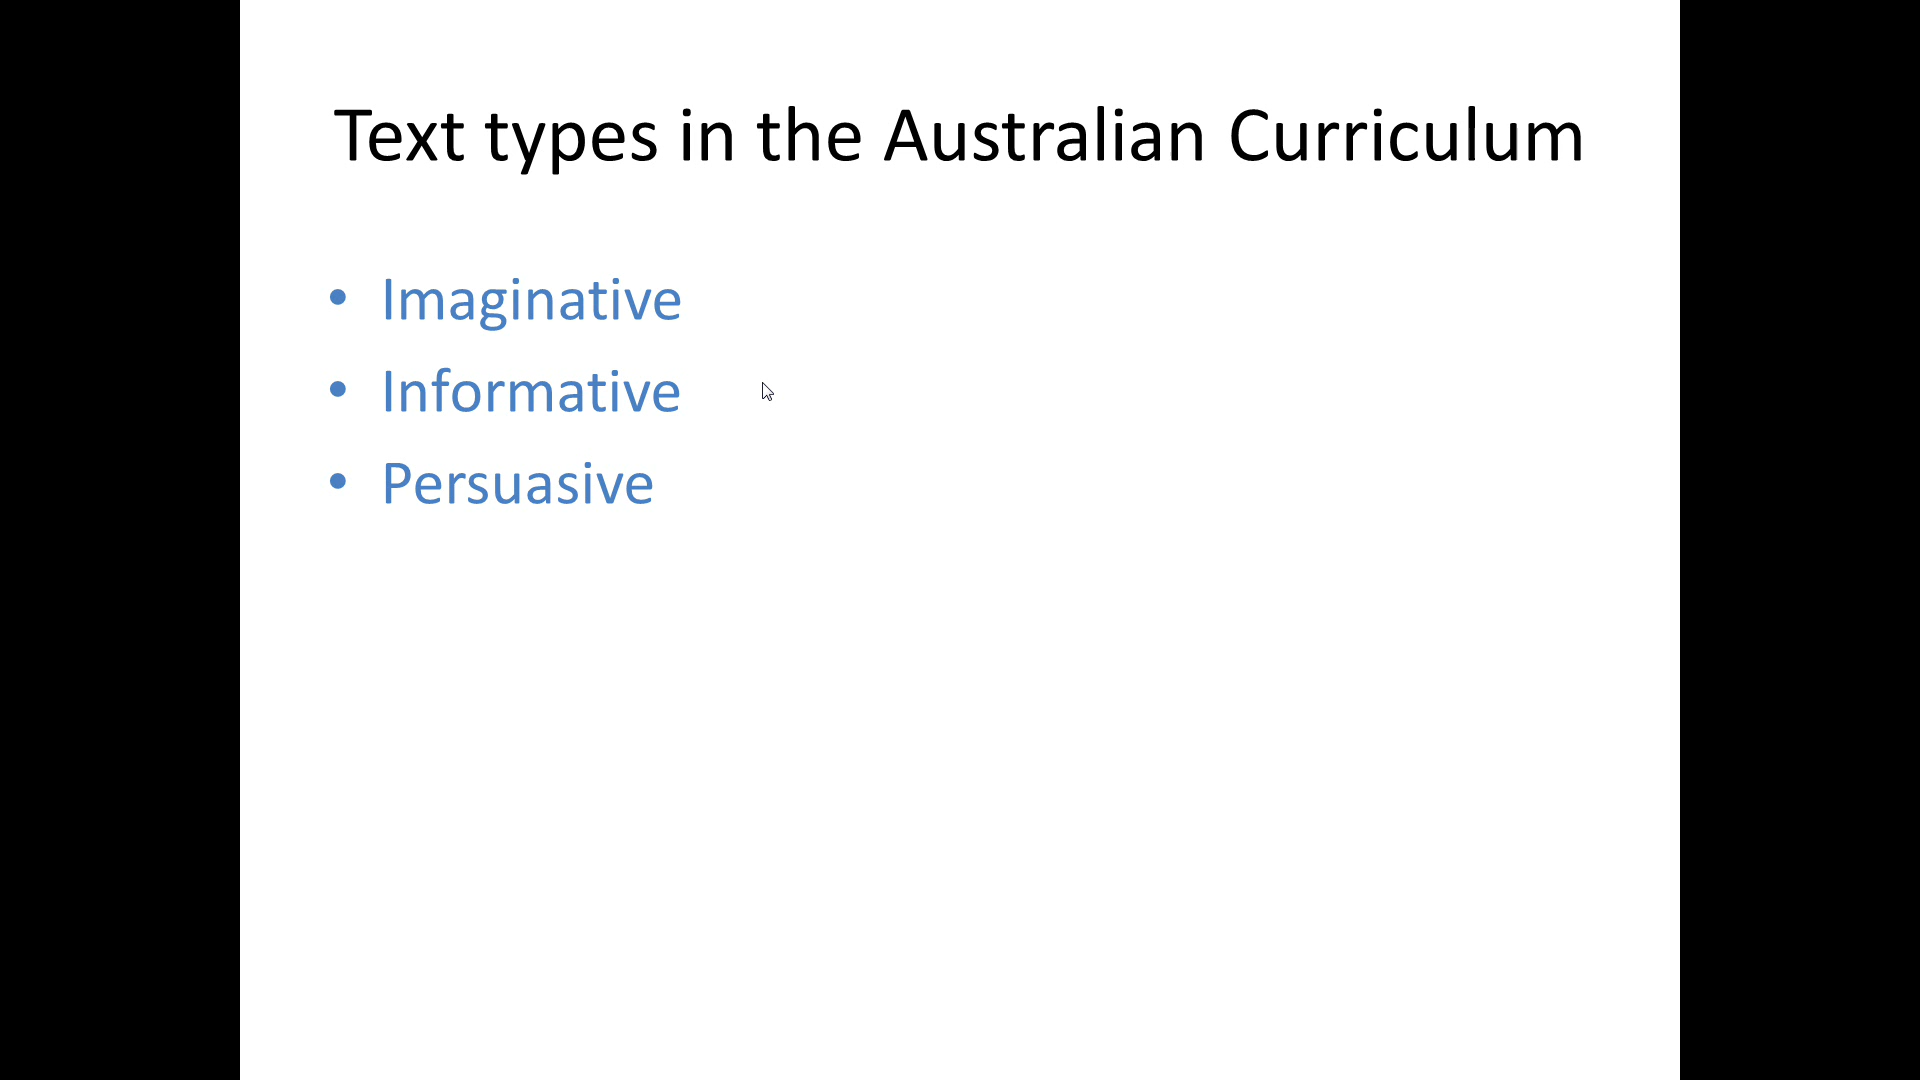 Text types in the Australian Curriculum
• Imaginative
• Informative
• Persuasive